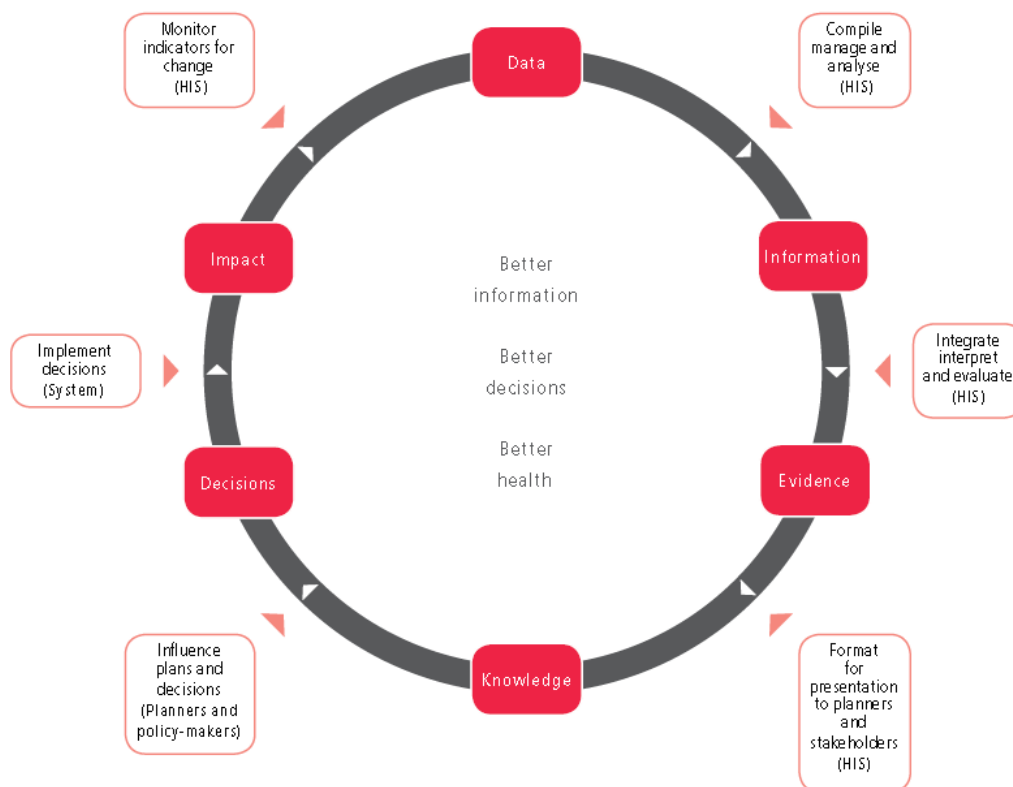 Monitor
indicators for
change
(HIS)
Data
Compile
manage and
analyse
(HIS)
Impact
Information
Better
information
Implement
decisions
(System)
Better
decisions
Integrate
interpret
and evaluate
(HIS)
Better
health
Decisions
Evidence
Influence
plans and
decisions
(Planners and
policy-makers)
Knowledge
Format
for
presentation
to planners
and
stakeholders
(HIS)